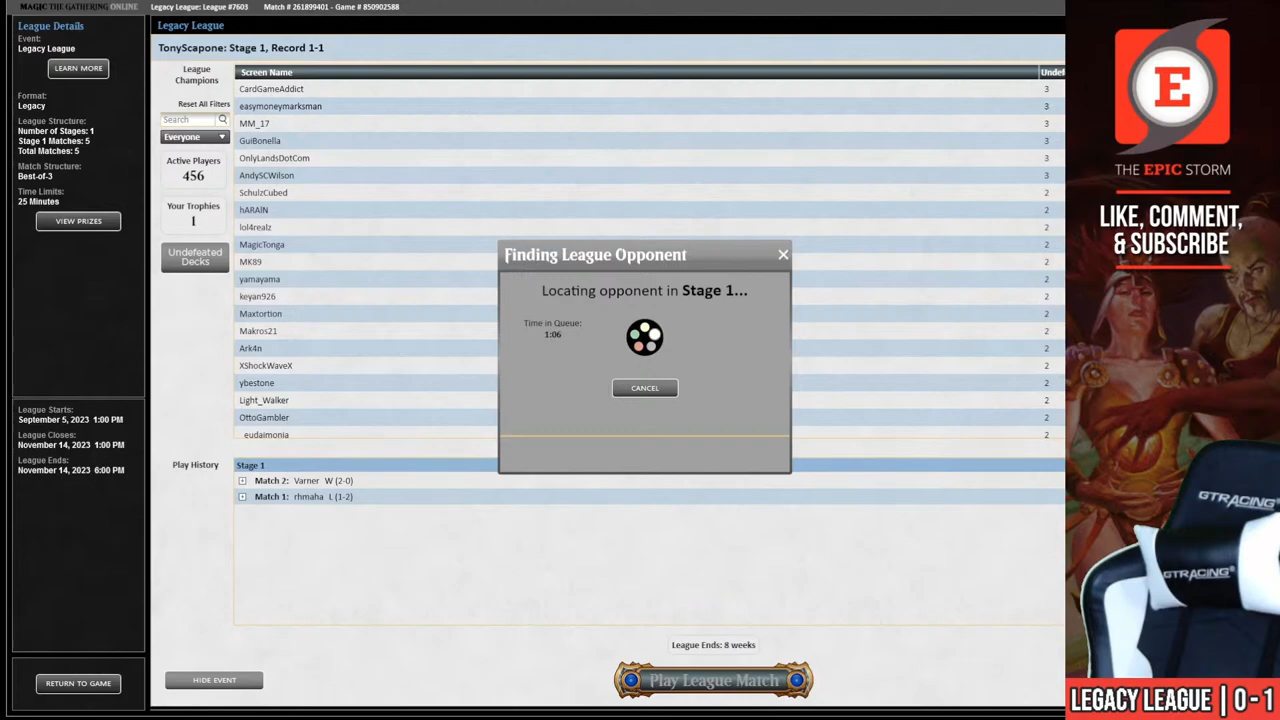 MAGIC THE GATHERING ONLINE
Legacy League: League #7603
Match # 261899401 - Game # 850902588
League Details
Event:
Legacy League
LEARN MORE
Format:
Legacy
League Structure:
Number of Stages: 1
Stage 1 Matches: 5
Total Matches: 5
Match Structure:
Best-of-3
Time Limits:
25 Minutes
VIEW PRIZES
League Starts:
September 5, 2023 1:00 PM
League Closes:
November 14, 2023 1:00 PM
League Ends:
November 14, 2023 6:00 PM
RETURN TO GAME
Legacy League
TonyScapone: Stage 1, Record 1-1
League
Champions
Reset All Filters
Search
Everyone
Active Players
456
Your Trophies
1
Undefeated
Decks
Screen Name Undef
CardGameAddict 3
easymoneymarksman 3
MM_17 3
GuiBonella 3
OnlyLandsDotCom 3
AndySCWilson 3
SchulzCubed 2
hARAlN 2
lol4realz 2
MagicTonga 2
MK89 2
yamayama 2
keyan926 2
Maxtortion 2
Makros21 2
Ark4n 2
XShockWaveX 2
ybestone 2
Light_Walker 2
OttoGambler 2
_eudaimonia 2
Finding League Opponent
Locating opponent in Stage 1...
Time in Queue:
1:06
CANCEL
Play History
Stage 1
Match 2: Varner W (2-0)
Match 1: rhmaha L (1-2)
League Ends: 8 weeks
HIDE EVENT
Play League Match
E
THE EPIC STORM
LIKE, COMMENT,
& SUBSCRIBE
GTRACING
GTRACING
LEGACY LEAGUE | 0-1